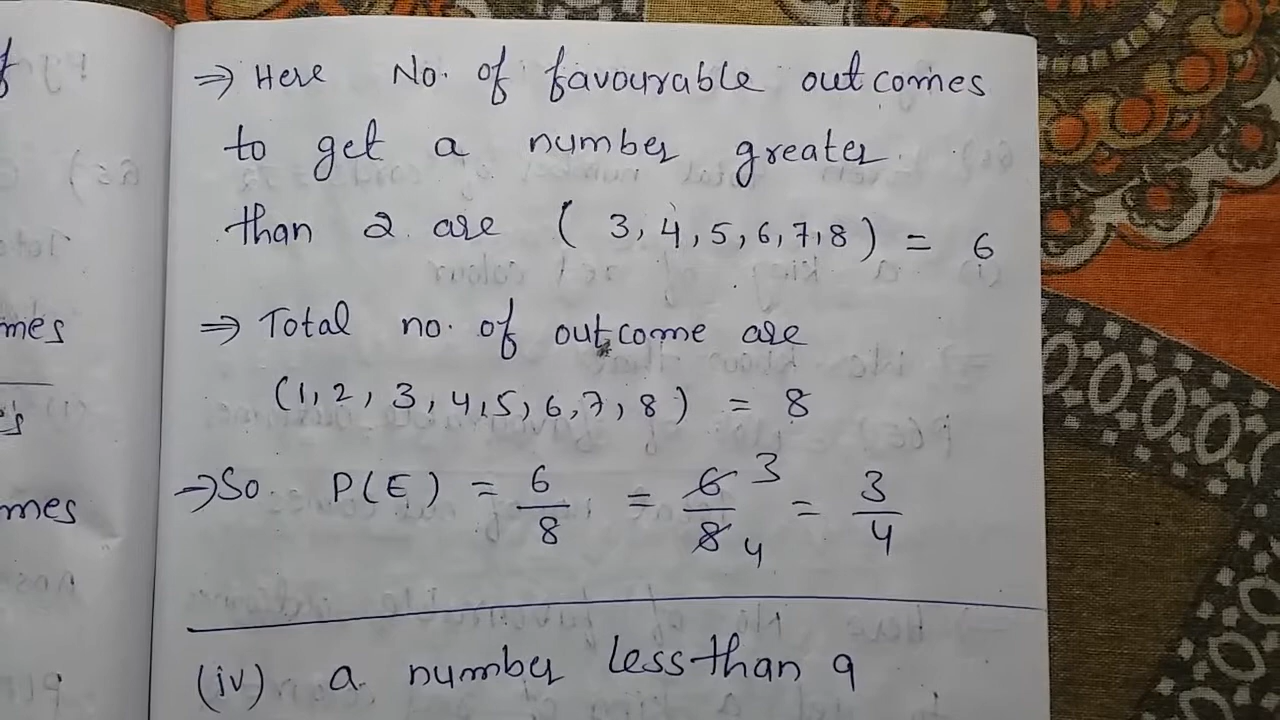 f
⇒ Here No. of favourable outcomes
to get a number greater
than 2 are ( 3, 4, 5, 6, 7, 8 ) = 6
mes
⇒ Total no. of outcome are
(1, 2, 3, 4, 5, 6, 7, 8 ) = 8
's
⇒ So P(E) = 6/8 = 6/8 3 4 = 3/4
mes
(iv) a number less than 9